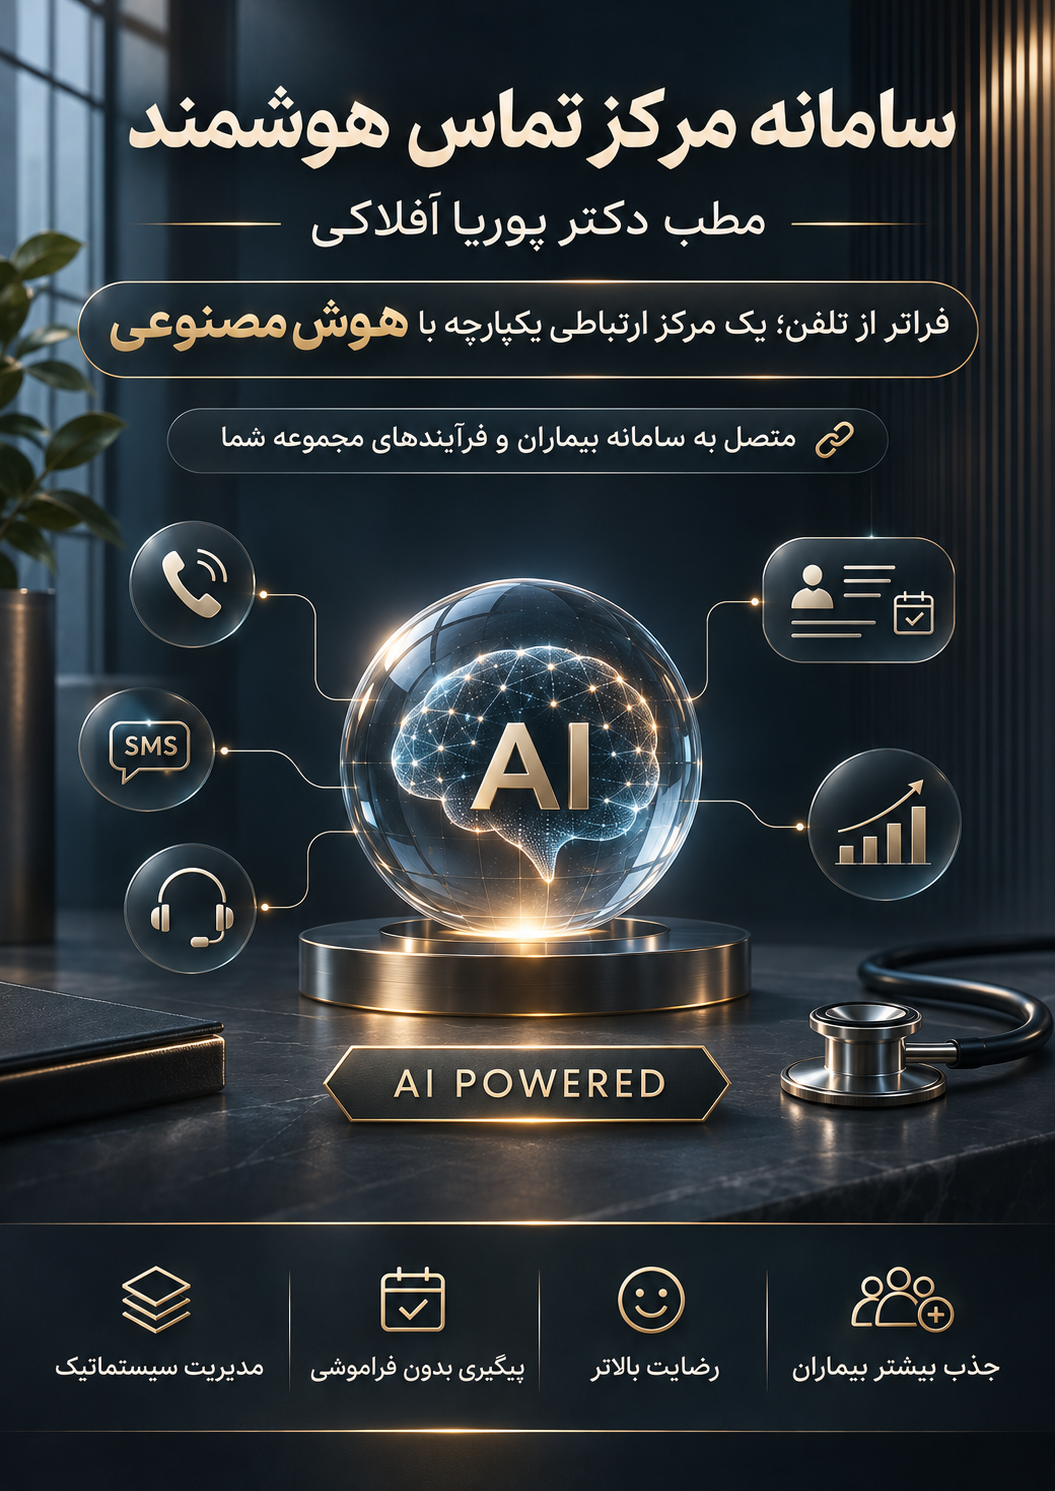 سامانه مرکز تماس هوشمند
مطب دکتر پوریا آفلاکی
فراتر از تلفن؛ یک مرکز ارتباطی یکپارچه با هوش مصنوعی
متصل به سامانه بیماران و فرآیندهای مجموعه شما
SMS
AI
AI POWERED
جذب بیشتر بیماران
رضایت بالاتر
پیگیری بدون فراموشی
مدیریت سیستماتیک